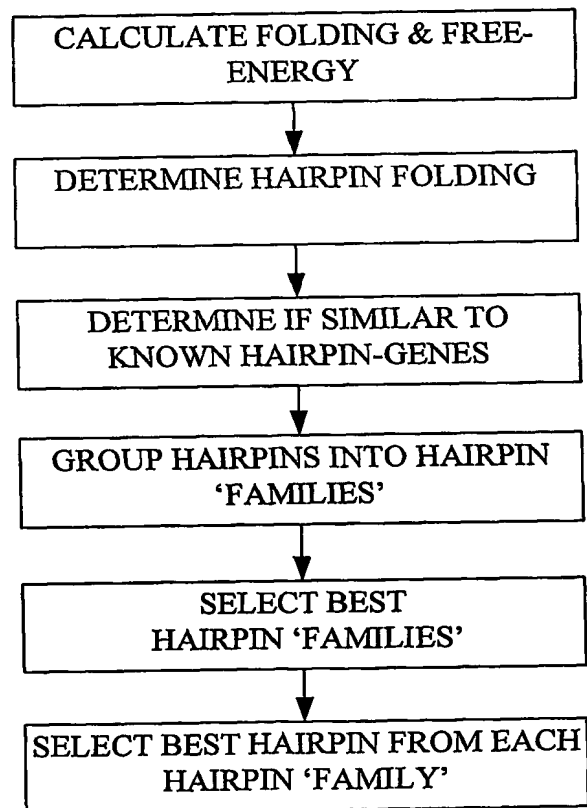 CALCULATE FOLDING & FREE-
ENERGY
DETERMINE HAIRPIN FOLDING
DETERMINE IF SIMILAR TO
KNOWN HAIRPIN-GENES
GROUP HAIRPINS INTO HAIRPIN
‘FAMILIES’
SELECT BEST
HAIRPIN ‘FAMILIES’
SELECT BEST HAIRPIN FROM EACH
HAIRPIN ‘FAMILY’